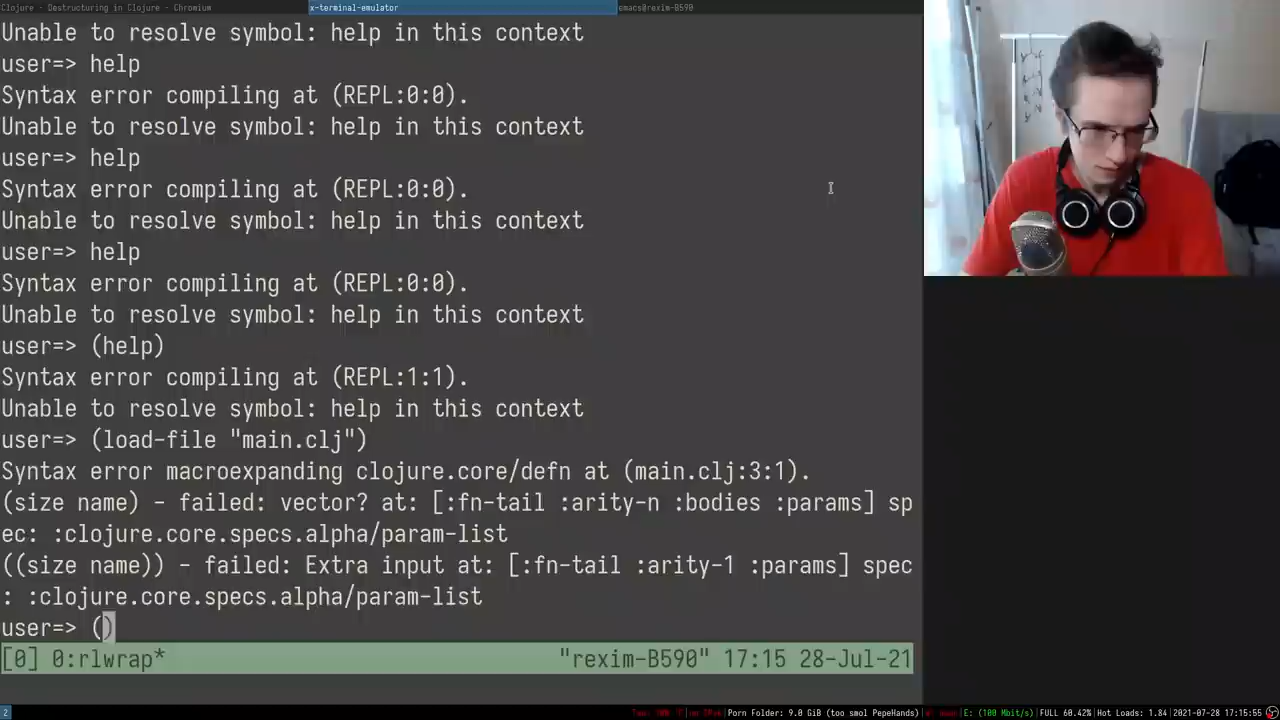 Clojure - Destructuring in Clojure - Chromium
x-terminal-emulator
emacs@rexim-B590
Unable to resolve symbol: help in this context
user=> help
Syntax error compiling at (REPL:0:0).
Unable to resolve symbol: help in this context
user=> help
Syntax error compiling at (REPL:0:0).
Unable to resolve symbol: help in this context
user=> help
Syntax error compiling at (REPL:0:0).
Unable to resolve symbol: help in this context
user=> (help)
Syntax error compiling at (REPL:1:1).
Unable to resolve symbol: help in this context
user=> (load-file "main.clj")
Syntax error macroexpanding clojure.core/defn at (main.clj:3:1).
(size name) - failed: vector? at: [:fn-tail :arity-n :bodies :params] sp
ec: :clojure.core.specs.alpha/param-list
((size name)) - failed: Extra input at: [:fn-tail :arity-1 :params] spec
: :clojure.core.specs.alpha/param-list
user=> ()
[0] 0:rlwrap* "rexim-B590" 17:15 28-Jul-21
2
Porn Folder: 9.0 GiB (too smol PepeHands) E: (100 Mbit/s) FULL 60.42% Hot Loads: 1.84 2021-07-28 17:15:55